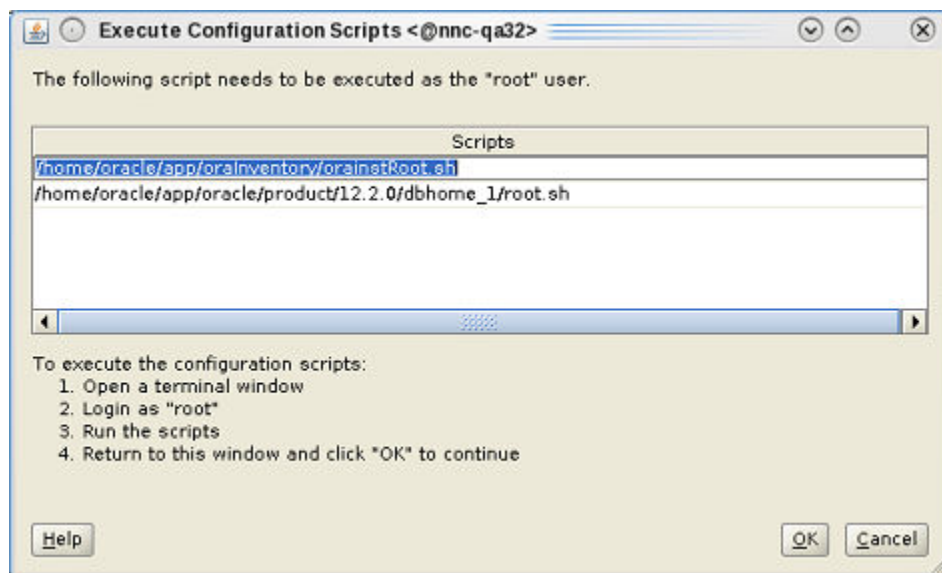 Execute Configuration Scripts <@nnc-qa32>
The following script needs to be executed as the "root" user.
Scripts
/home/oracle/app/oraInventory/orainstRoot.sh
/home/oracle/app/oracle/product/12.2.0/dbhome_1/root.sh
To execute the configuration scripts:
1. Open a terminal window
2. Login as "root"
3. Run the scripts
4. Return to this window and click "OK" to continue
Help OK Cancel